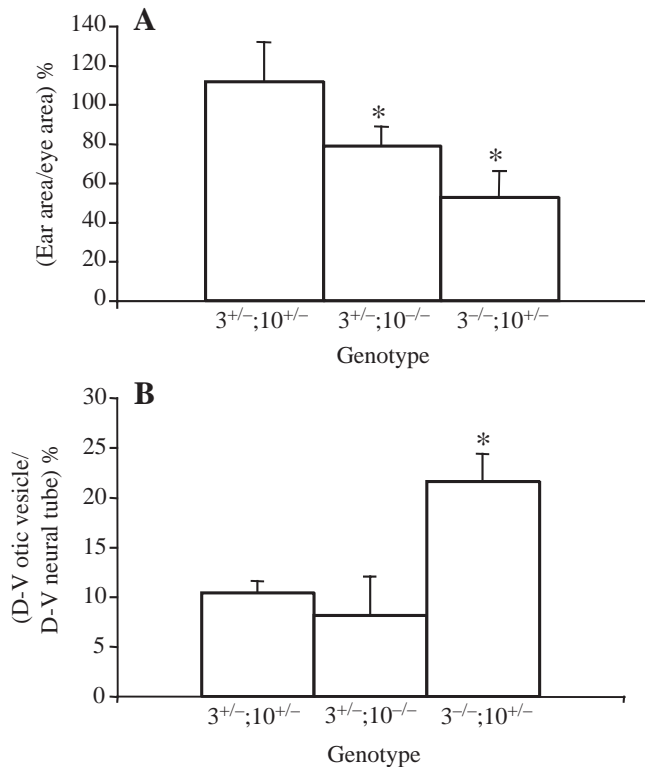 A
(Ear area/eye area) %
140
120
100
80
60
40
20
0
*
*
3+/–;10+/– 3+/–;10–/– 3–/–;10+/–
Genotype
B
(D-V otic vesicle/
D-V neural tube) %
30
25
20
15
10
5
0
*
3+/–;10+/– 3+/–;10–/– 3–/–;10+/–
Genotype